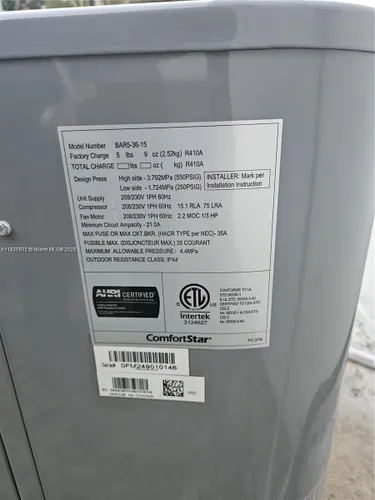 Model Number BAR5-36-15
Factory Charge 5 lbs 9 oz (2.52kg) R410A
TOTAL CHARGE lbs oz ( kg) R410A
Design Press High side - 3.792MPa (550PSIG)
Low side - 1.724MPa (250PSIG)
INSTALLER: Mark per
Installation Instruction
Unit Supply 208/230V 1PH 60Hz
Compressor 208/230V 1PH 60Hz 15.1 RLA 75 LRA
Fan Motor 208/230V 1PH 60Hz 2.2 MOC 1/3 HP
Minimum Circuit Ampacity - 21.0A
MAX FUSE OR MAX CKT.BKR. (HACR TYPE per NEC)- 35A
FUSIBLE MAX. (DISJONCTEUR MAX.) 35 COURANT
MAXIMUM ALLOWABLE PRESSURE : 4.4MPa
OUTDOOR RESISTANCE CLASS: IPX4
AHRI CERTIFIED
ETL
Intertek
3124627
CONFORMS TO UL
ComfortStar
Serial# 0FM249010146